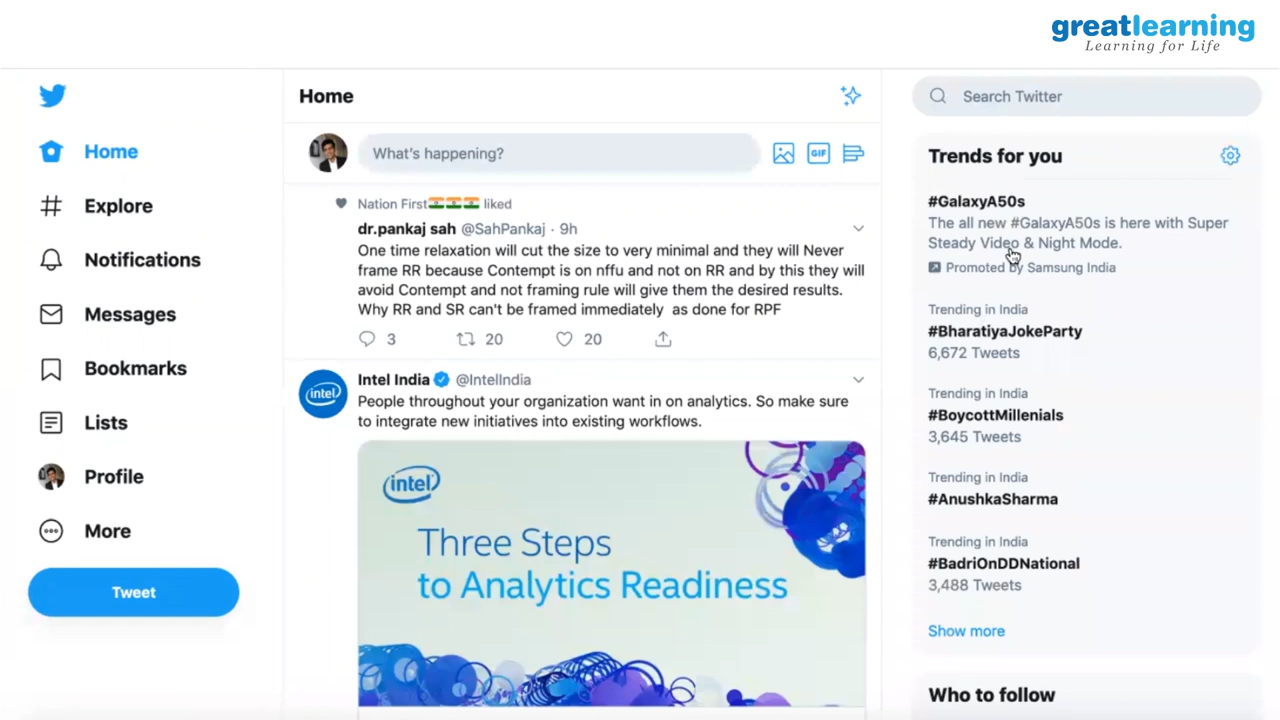 greatlearning
Learning for Life
Home
Explore
Notifications
Messages
Bookmarks
Lists
Profile
More
Tweet
Home
What's happening?
GIF
Nation First liked
dr.pankaj sah @SahPankaj · 9h
One time relaxation will cut the size to very minimal and they will Never
frame RR because Contempt is on nffu and not on RR and by this they will
avoid Contempt and not framing rule will give them the desired results.
Why RR and SR can't be framed immediately as done for RPF
3 20 20
Intel India @IntelIndia
People throughout your organization want in on analytics. So make sure
to integrate new initiatives into existing workflows.
intel
intel
Three Steps
to Analytics Readiness
Search Twitter
Trends for you
#GalaxyA50s
The all new #GalaxyA50s is here with Super
Steady Video & Night Mode.
Promoted by Samsung India
Trending in India
#BharatiyaJokeParty
6,672 Tweets
Trending in India
#BoycottMillenials
3,645 Tweets
Trending in India
#AnushkaSharma
Trending in India
#BadriOnDDNational
3,488 Tweets
Show more
Who to follow